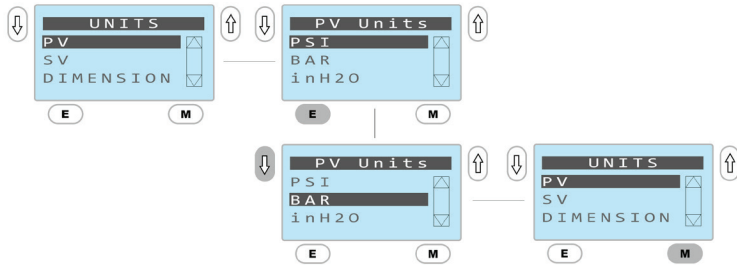 UNITS
PV
SV
DIMENSION
E
M
PV Units
PSI
BAR
inH2O
E
M
PV Units
PSI
BAR
inH2O
E
M
UNITS
PV
SV
DIMENSION
E
M